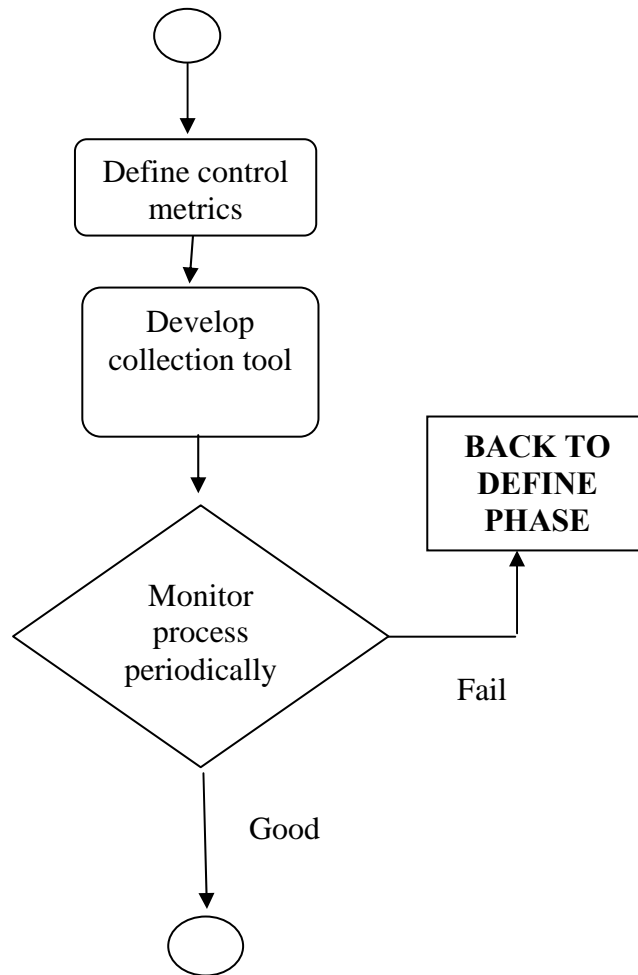 Define control
metrics
Develop
collection tool
BACK TO
DEFINE
PHASE
Monitor
process
periodically
Fail
Good